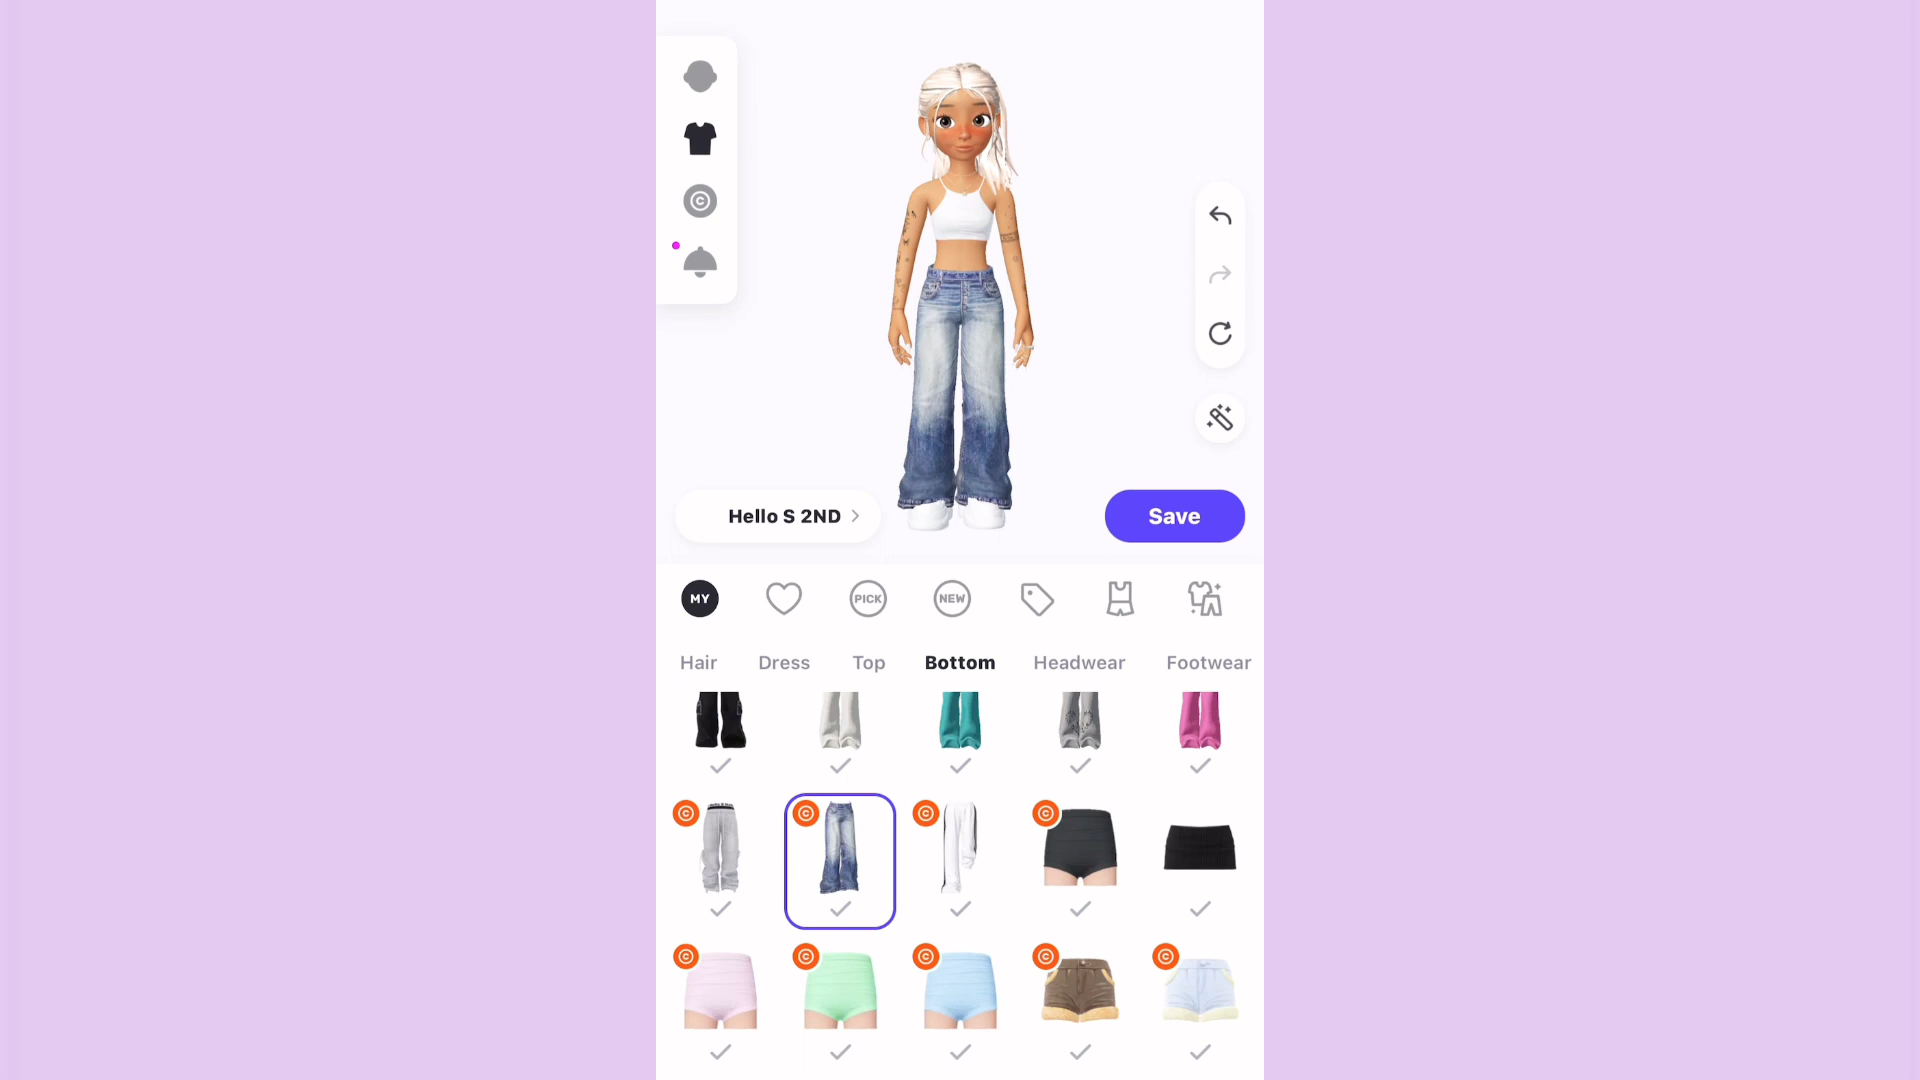 Hello S 2ND
Save
MY
PICK
NEW
Hair
Dress
Top
Bottom
Headwear
Footwear